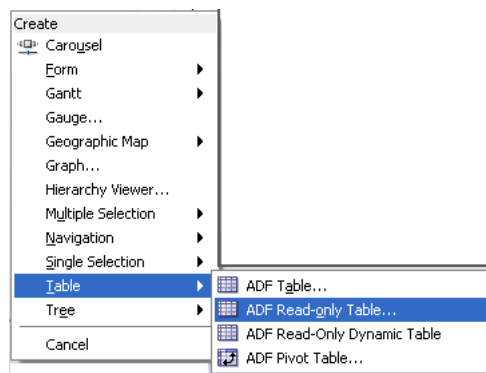 Create
Carousel
Form
Gantt
Gauge...
Geographic Map
Graph...
Hierarchy Viewer...
Multiple Selection
Navigation
Single Selection
Table
Tree
Cancel
ADF Table...
ADF Read-only Table...
ADF Read-Only Dynamic Table
ADF Pivot Table...